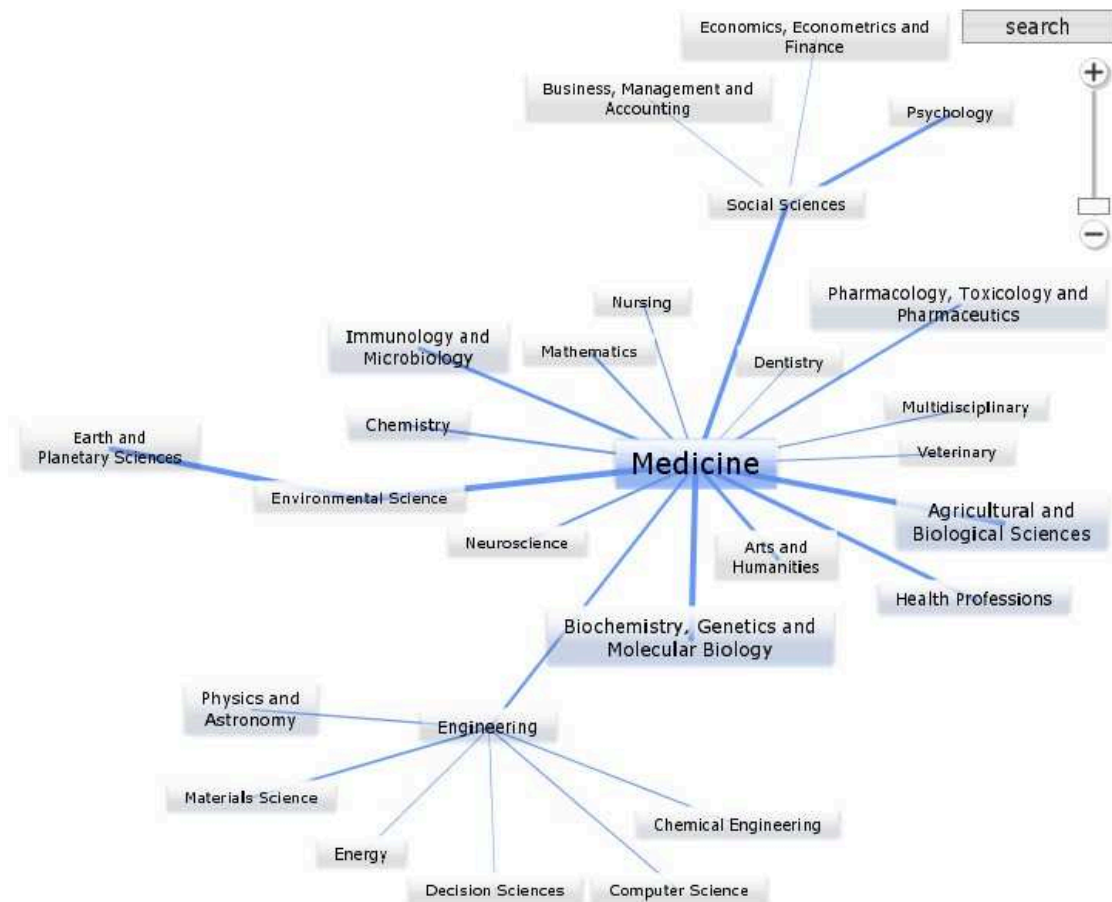 Economics, Econometrics and
Finance
search
Business, Management and
Accounting
Psychology
Social Sciences
Pharmacology, Toxicology and
Pharmaceutics
Nursing
Immunology and
Microbiology
Mathematics
Dentistry
Multidisciplinary
Chemistry
Earth and
Planetary Sciences
Veterinary
Medicine
Environmental Science
Agricultural and
Biological Sciences
Neuroscience
Arts and
Humanities
Health Professions
Biochemistry, Genetics and
Molecular Biology
Physics and
Astronomy
Engineering
Materials Science
Chemical Engineering
Energy
Decision Sciences
Computer Science